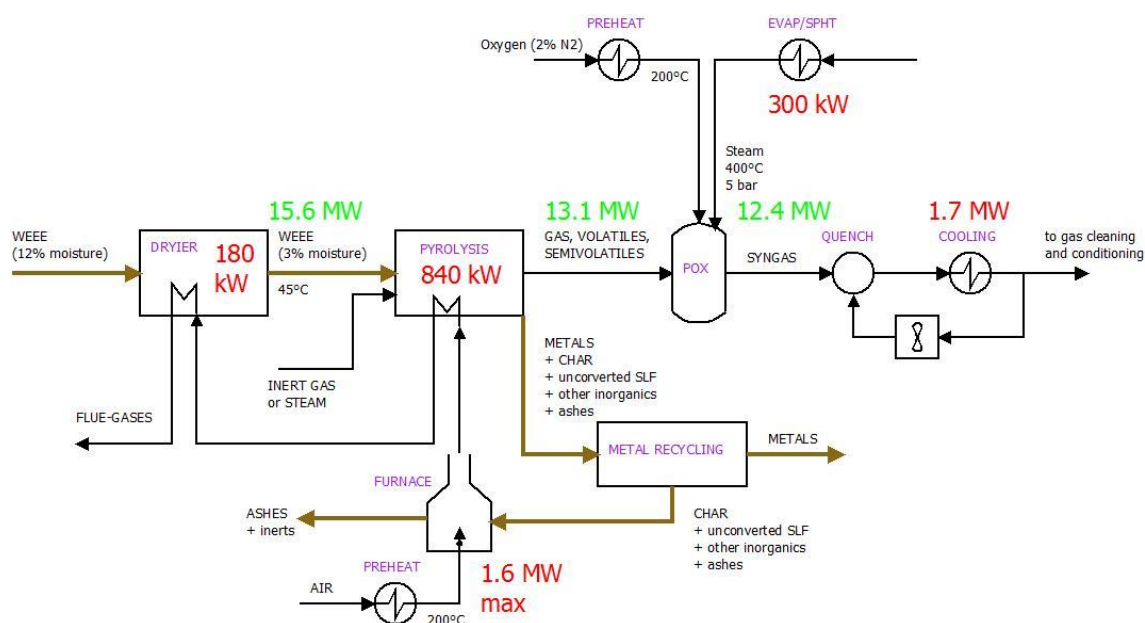 PREHEAT
EVAP/SPHT
Oxygen (2% N2)
200°C
300 kW
Steam
400°C
5 bar
15.6 MW
13.1 MW
12.4 MW
1.7 MW
WEEE
(12% moisture)
DRYIER
180
kW
WEEE
(3% moisture)
45°C
PYROLYSIS
840 kW
GAS, VOLATILES,
SEMIVOLATILES
POX
SYNGAS
QUENCH
COOLING
to gas cleaning
and conditioning
INERT GAS
or STEAM
METALS
+ CHAR
+ unconverted SLF
+ other inorganics
+ ashes
FLUE-GASES
METAL RECYCLING
METALS
FURNACE
ASHES
+ inerts
CHAR
+ unconverted SLF
+ other inorganics
+ ashes
PREHEAT
AIR
200°C
1.6 MW
max